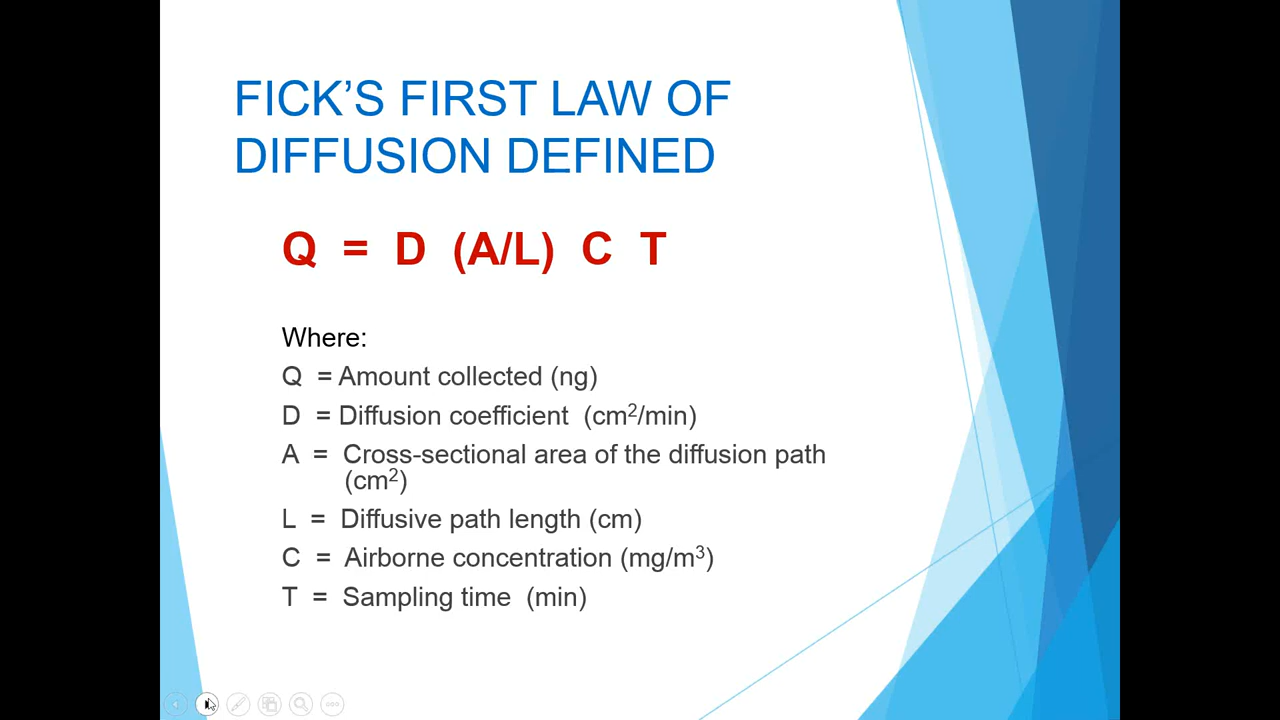 FICK’S FIRST LAW OF
DIFFUSION DEFINED
Q = D (A/L) C T
Where:
Q = Amount collected (ng)
D = Diffusion coefficient (cm²/min)
A = Cross-sectional area of the diffusion path
(cm²)
L = Diffusive path length (cm)
C = Airborne concentration (mg/m³)
T = Sampling time (min)